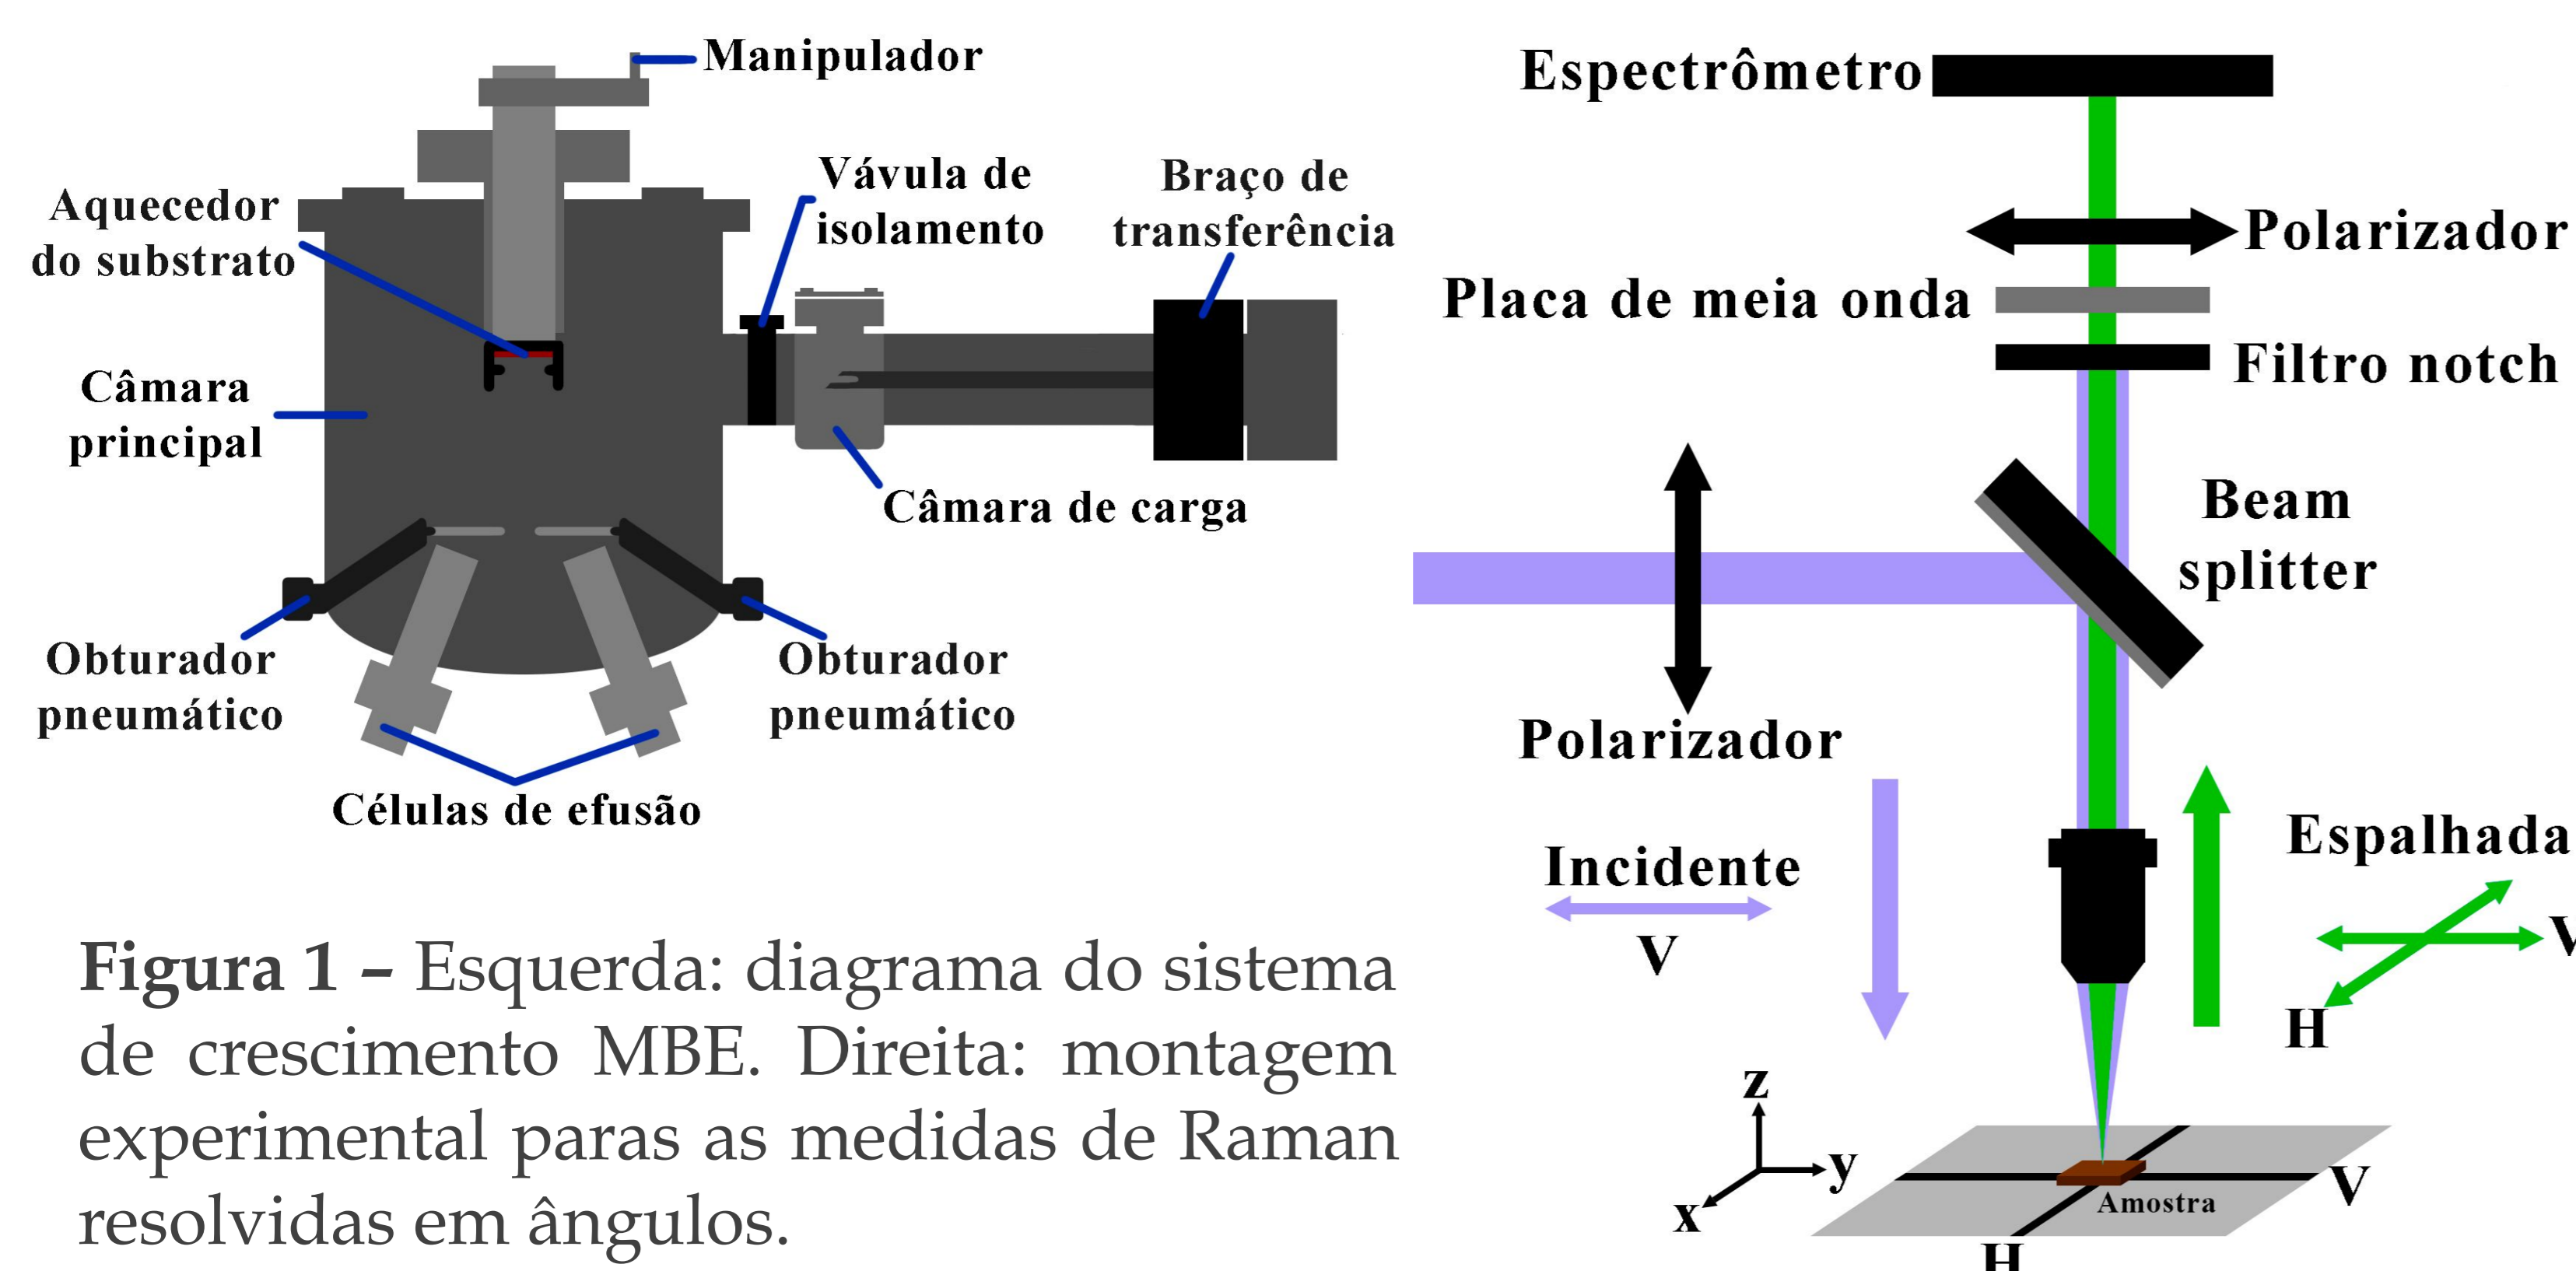 Manipulador
Aquecedor
do substrato
Vávula de
isolamento
Braço de
transferência
Câmara
principal
Câmara de carga
Obturador
pneumático
Obturador
pneumático
Células de efusão
Figura 1 – Esquerda: diagrama do sistema
de crescimento MBE. Direita: montagem
experimental paras as medidas de Raman
resolvidas em ângulos.
Espectrômetro
Polarizador
Placa de meia onda
Filtro notch
Beam
splitter
Polarizador
Incidente
V
Espalhada
V
H
z
y
x
V
Amostra
H